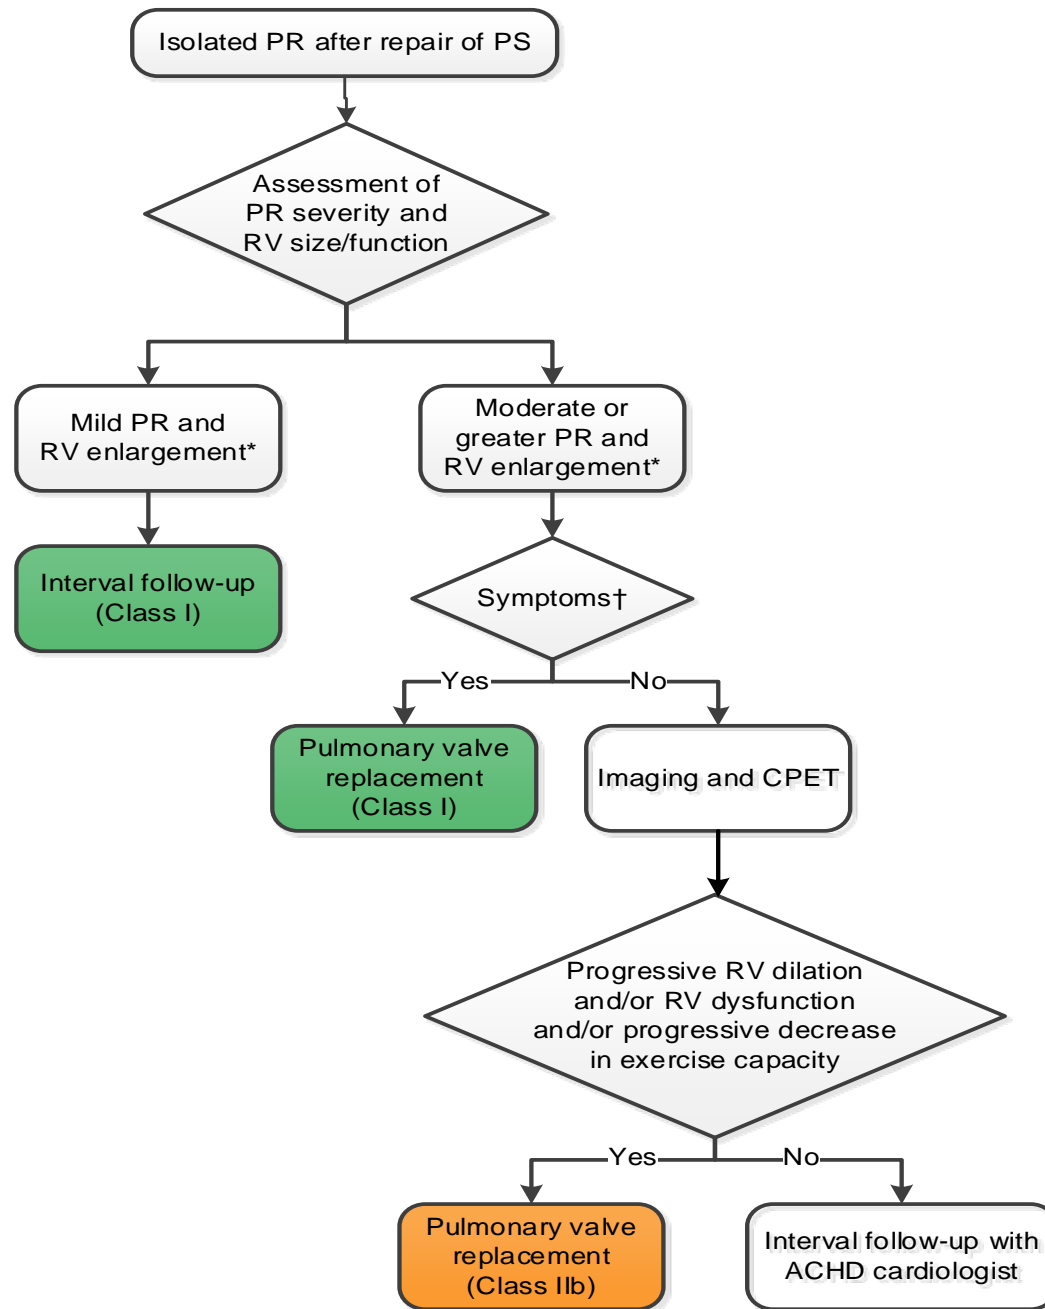 Isolated PR after repair of PS
Assessment of
PR severity and
RV size/function
Mild PR and
RV enlargement*
Moderate or
greater PR and
RV enlargement*
Interval follow-up
(Class I)
Symptoms†
Yes
No
Pulmonary valve
replacement
(Class I)
Imaging and CPET
Progressive RV dilation
and/or RV dysfunction
and/or progressive decrease
in exercise capacity
Yes
No
Pulmonary valve
replacement
(Class IIb)
Interval follow-up with
ACHD cardiologist